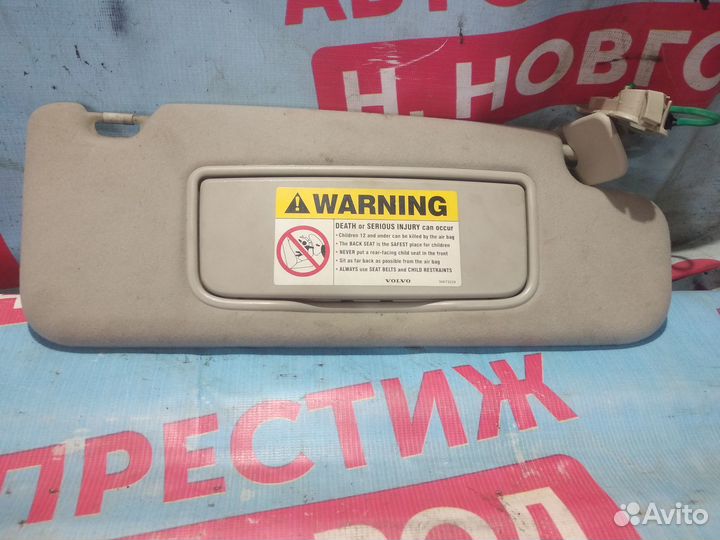 АВТО
Н. НОВГО
WARNING
DEATH or SERIOUS INJURY can occur
• Children 12 and under can be killed by the air bag
• The BACK SEAT is the SAFEST place for children
• NEVER put a rear-facing child seat in the front
• Sit as far back as possible from the air bag
• ALWAYS use SEAT BELTS and CHILD RESTRAINTS
VOLVO
ПРЕСТИЖ
Avito